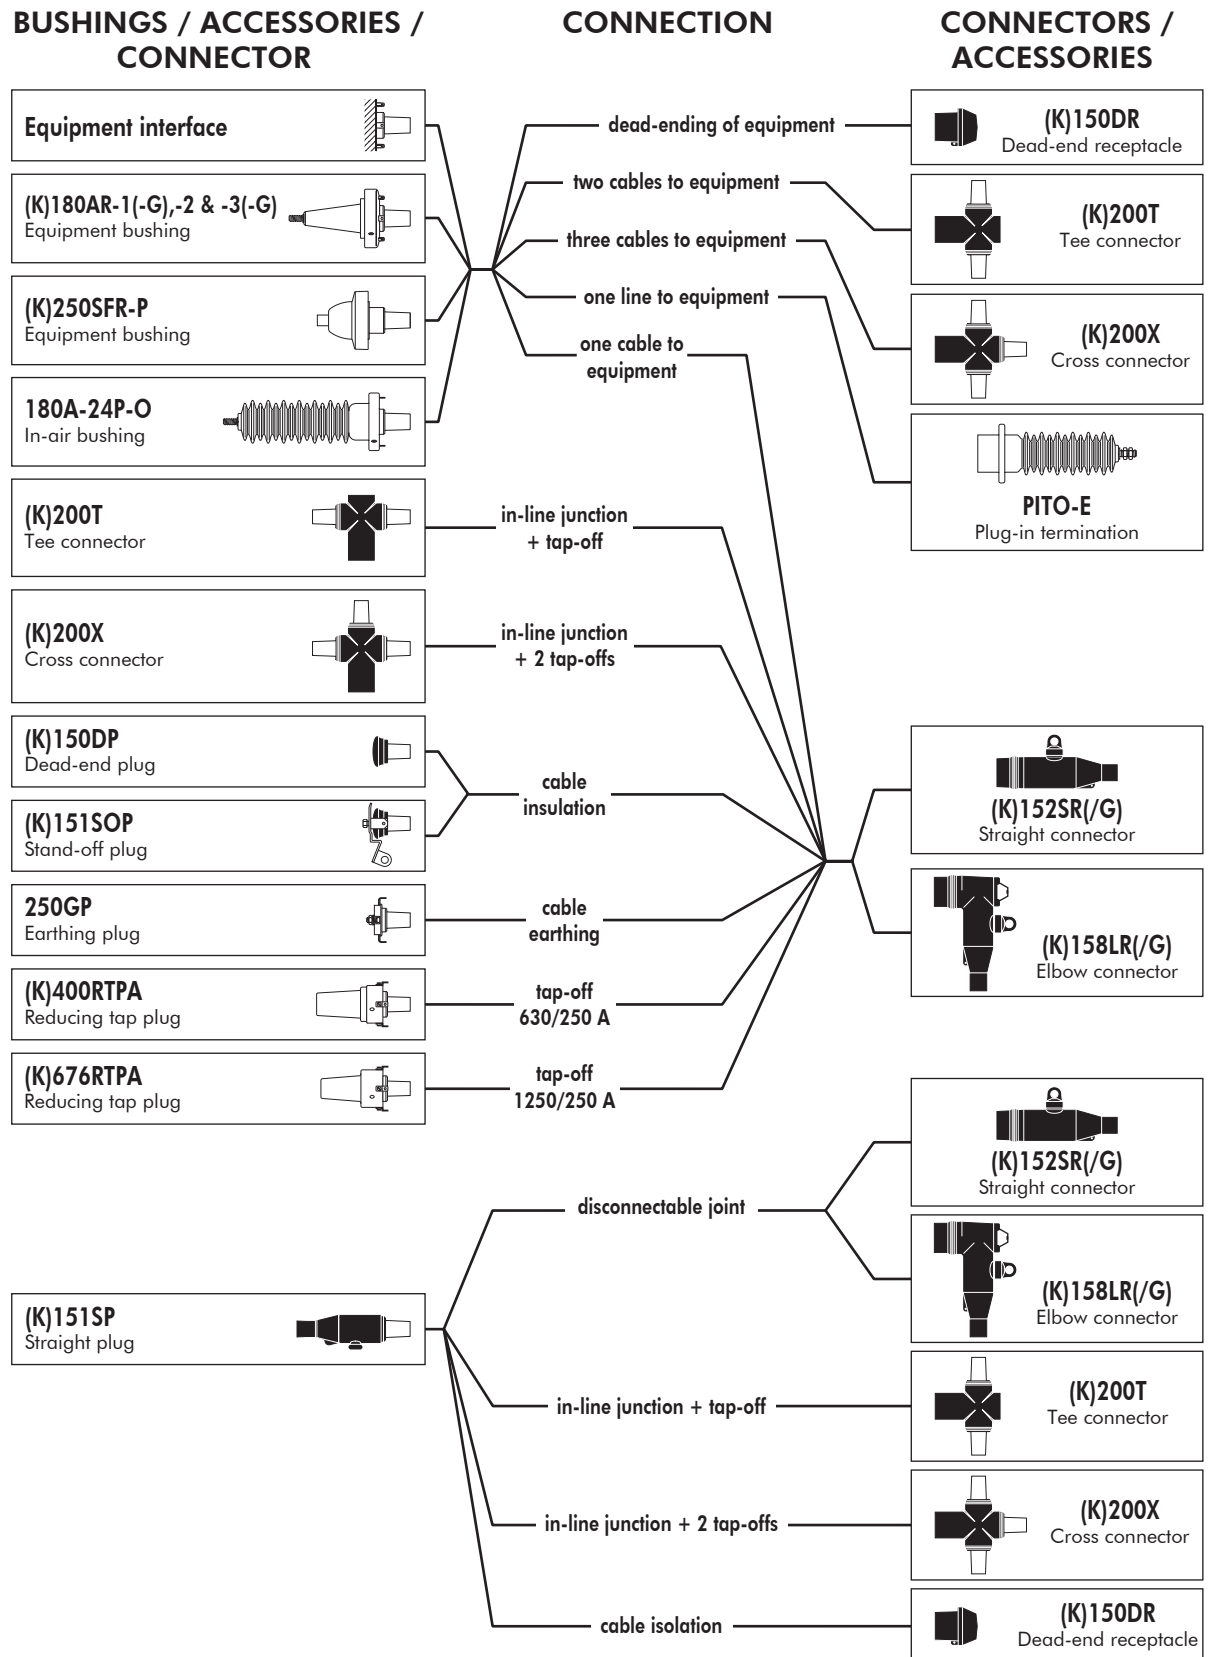 BUSHINGS / ACCESSORIES /
CONNECTOR
CONNECTION
CONNECTORS /
ACCESSORIES
Equipment interface
(K)180AR-1(-G),-2 & -3(-G)
Equipment bushing
(K)250SFR-P
Equipment bushing
180A-24P-O
In-air bushing
(K)200T
Tee connector
(K)200X
Cross connector
(K)150DP
Dead-end plug
(K)151SOP
Stand-off plug
250GP
Earthing plug
(K)400RTPA
Reducing tap plug
(K)676RTPA
Reducing tap plug
(K)151SP
Straight plug
dead-ending of equipment
two cables to equipment
three cables to equipment
one line to equipment
one cable to
equipment
in-line junction
+ tap-off
in-line junction
+ 2 tap-offs
cable
insulation
cable
earthing
tap-off
630/250 A
tap-off
1250/250 A
disconnectable joint
in-line junction + tap-off
in-line junction + 2 tap-offs
cable isolation
(K)150DR
Dead-end receptacle
(K)200T
Tee connector
(K)200X
Cross connector
PITO-E
Plug-in termination
(K)152SR(/G)
Straight connector
(K)158LR(/G)
Elbow connector
(K)152SR(/G)
Straight connector
(K)158LR(/G)
Elbow connector
(K)200T
Tee connector
(K)200X
Cross connector
(K)150DR
Dead-end receptacle